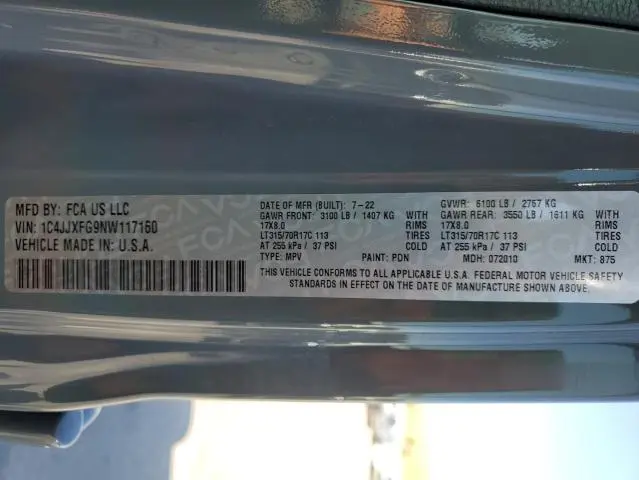 MFD BY: FCA US LLC
VIN: 1C4JJXFG9NW117160
VEHICLE MADE IN: U.S.A.
DATE OF MFR (BUILT): 7-22 GVWR: 6100 LB / 2767 KG
GAWR FRONT: 3100 LB / 1407 KG WITH GAWR REAR: 3550 LB / 1611 KG WITH
17X8.0 RIMS 17X8.0 RIMS
LT315/70R17C 113 TIRES LT315/70R17C 113 TIRES
AT 255 kPa / 37 PSI COLD AT 255 kPa / 37 PSI COLD
TYPE: MPV PAINT: PDN MDH: 072010 MKT: 875
THIS VEHICLE CONFORMS TO ALL APPLICABLE U.S.A. FEDERAL MOTOR VEHICLE SAFETY
STANDARDS IN EFFECT ON THE DATE OF MANUFACTURE SHOWN ABOVE.